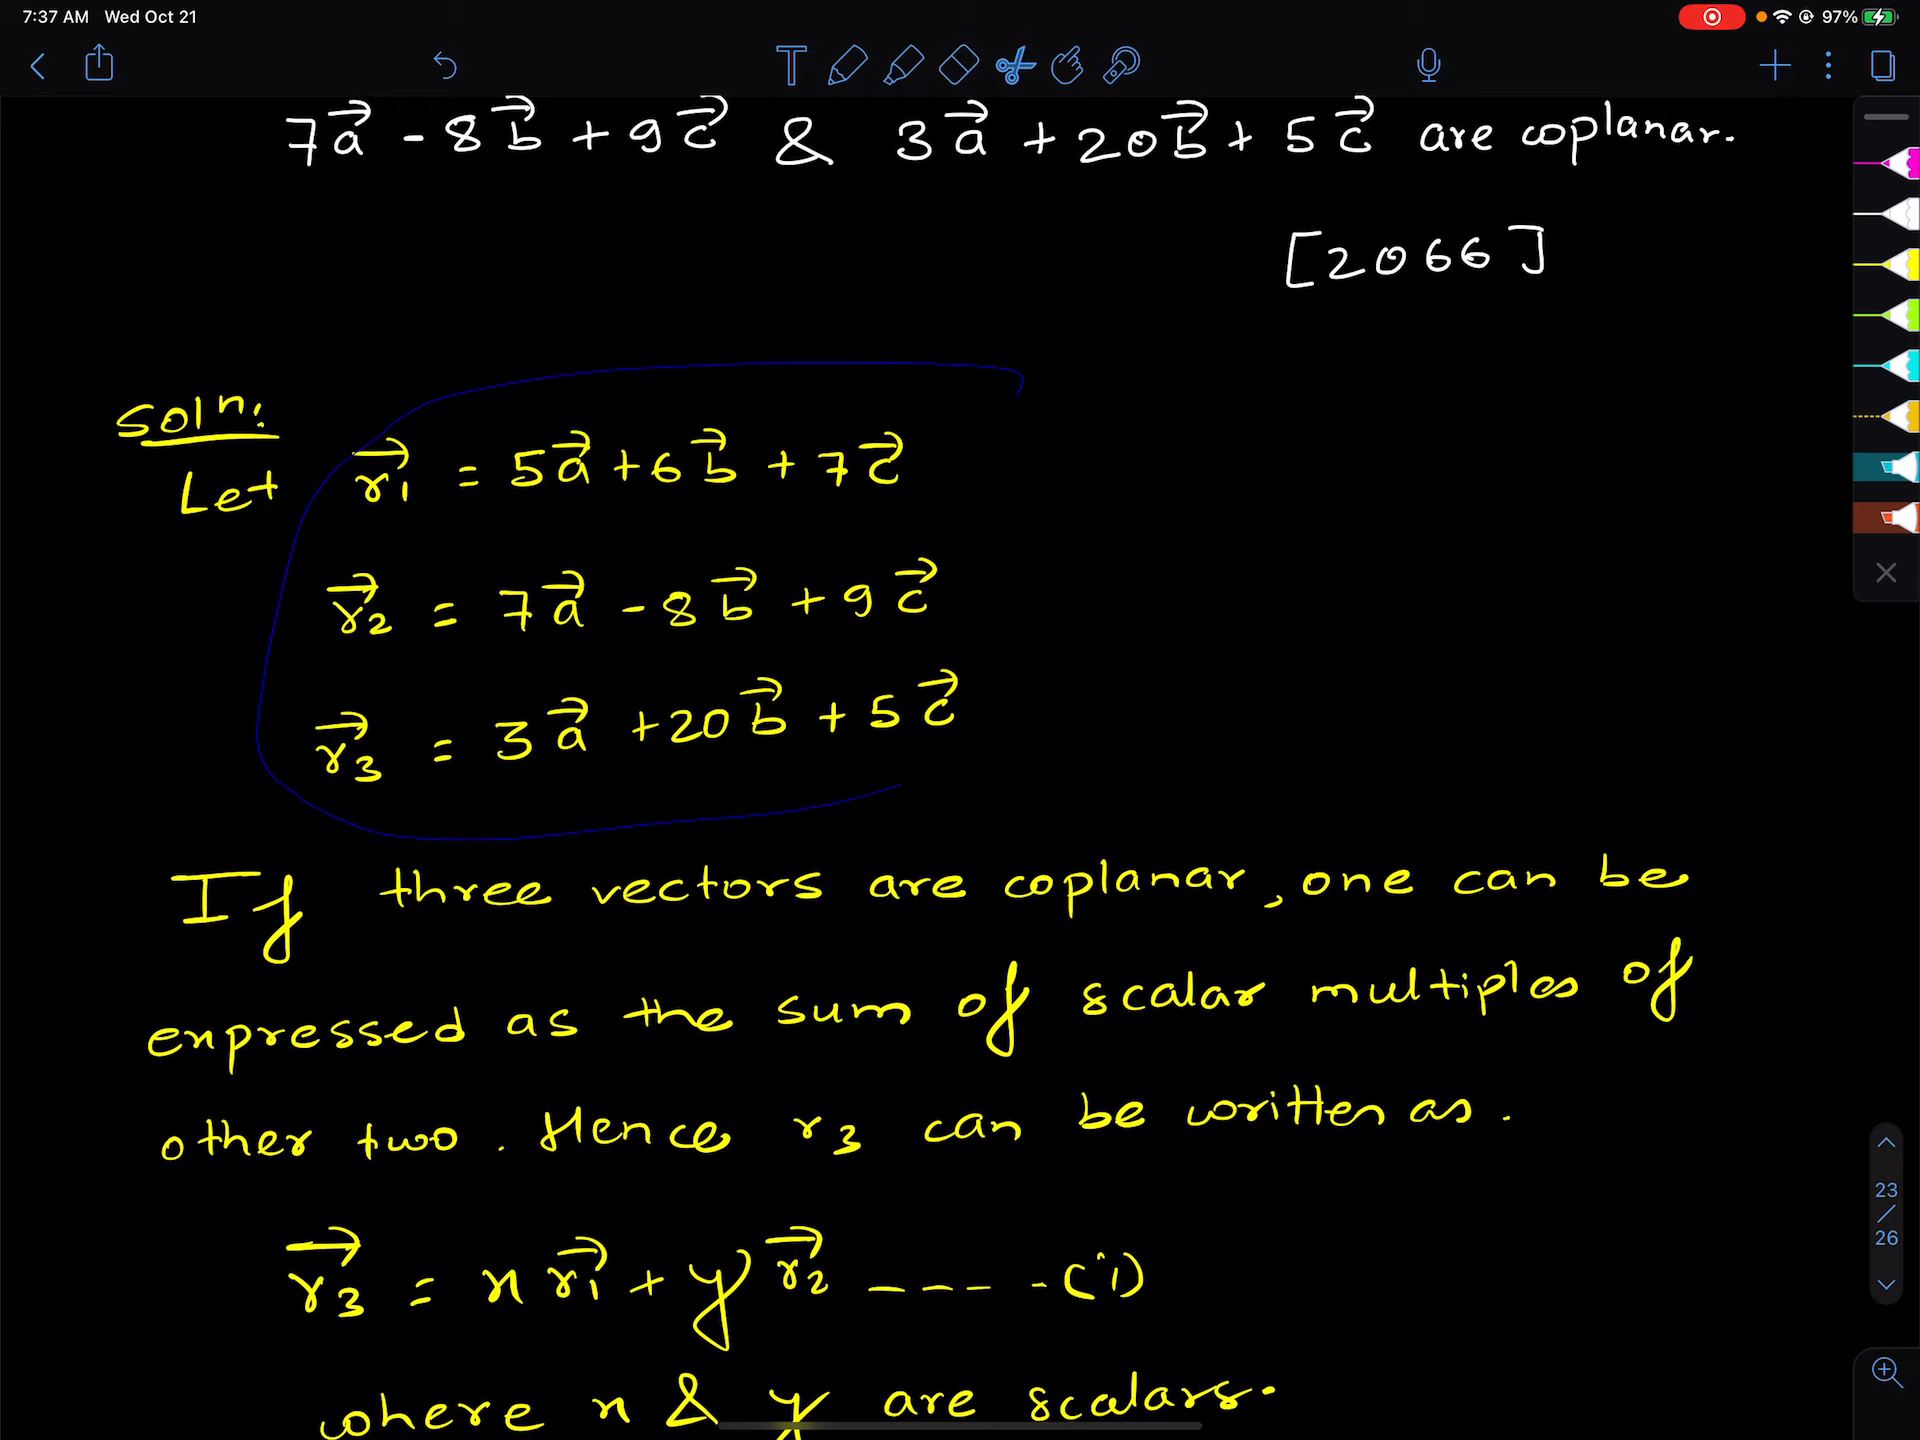 7:37 AM Wed Oct 21 97%
7a⃗ - 8b⃗ + 9c⃗ & 3a⃗ + 20b⃗ + 5c⃗ are coplanar.
[2066]
Soln:
Let r⃗₁ = 5a⃗ + 6b⃗ + 7c⃗
r⃗₂ = 7a⃗ - 8b⃗ + 9c⃗
r⃗₃ = 3a⃗ + 20b⃗ + 5c⃗
If three vectors are coplanar, one can be
expressed as the sum of scalar multiples of
other two. Hence r₃ can be written as.
r⃗₃ = x r⃗₁ + y r⃗₂ ---- -(i)
where x & y are scalars.
23
/
26